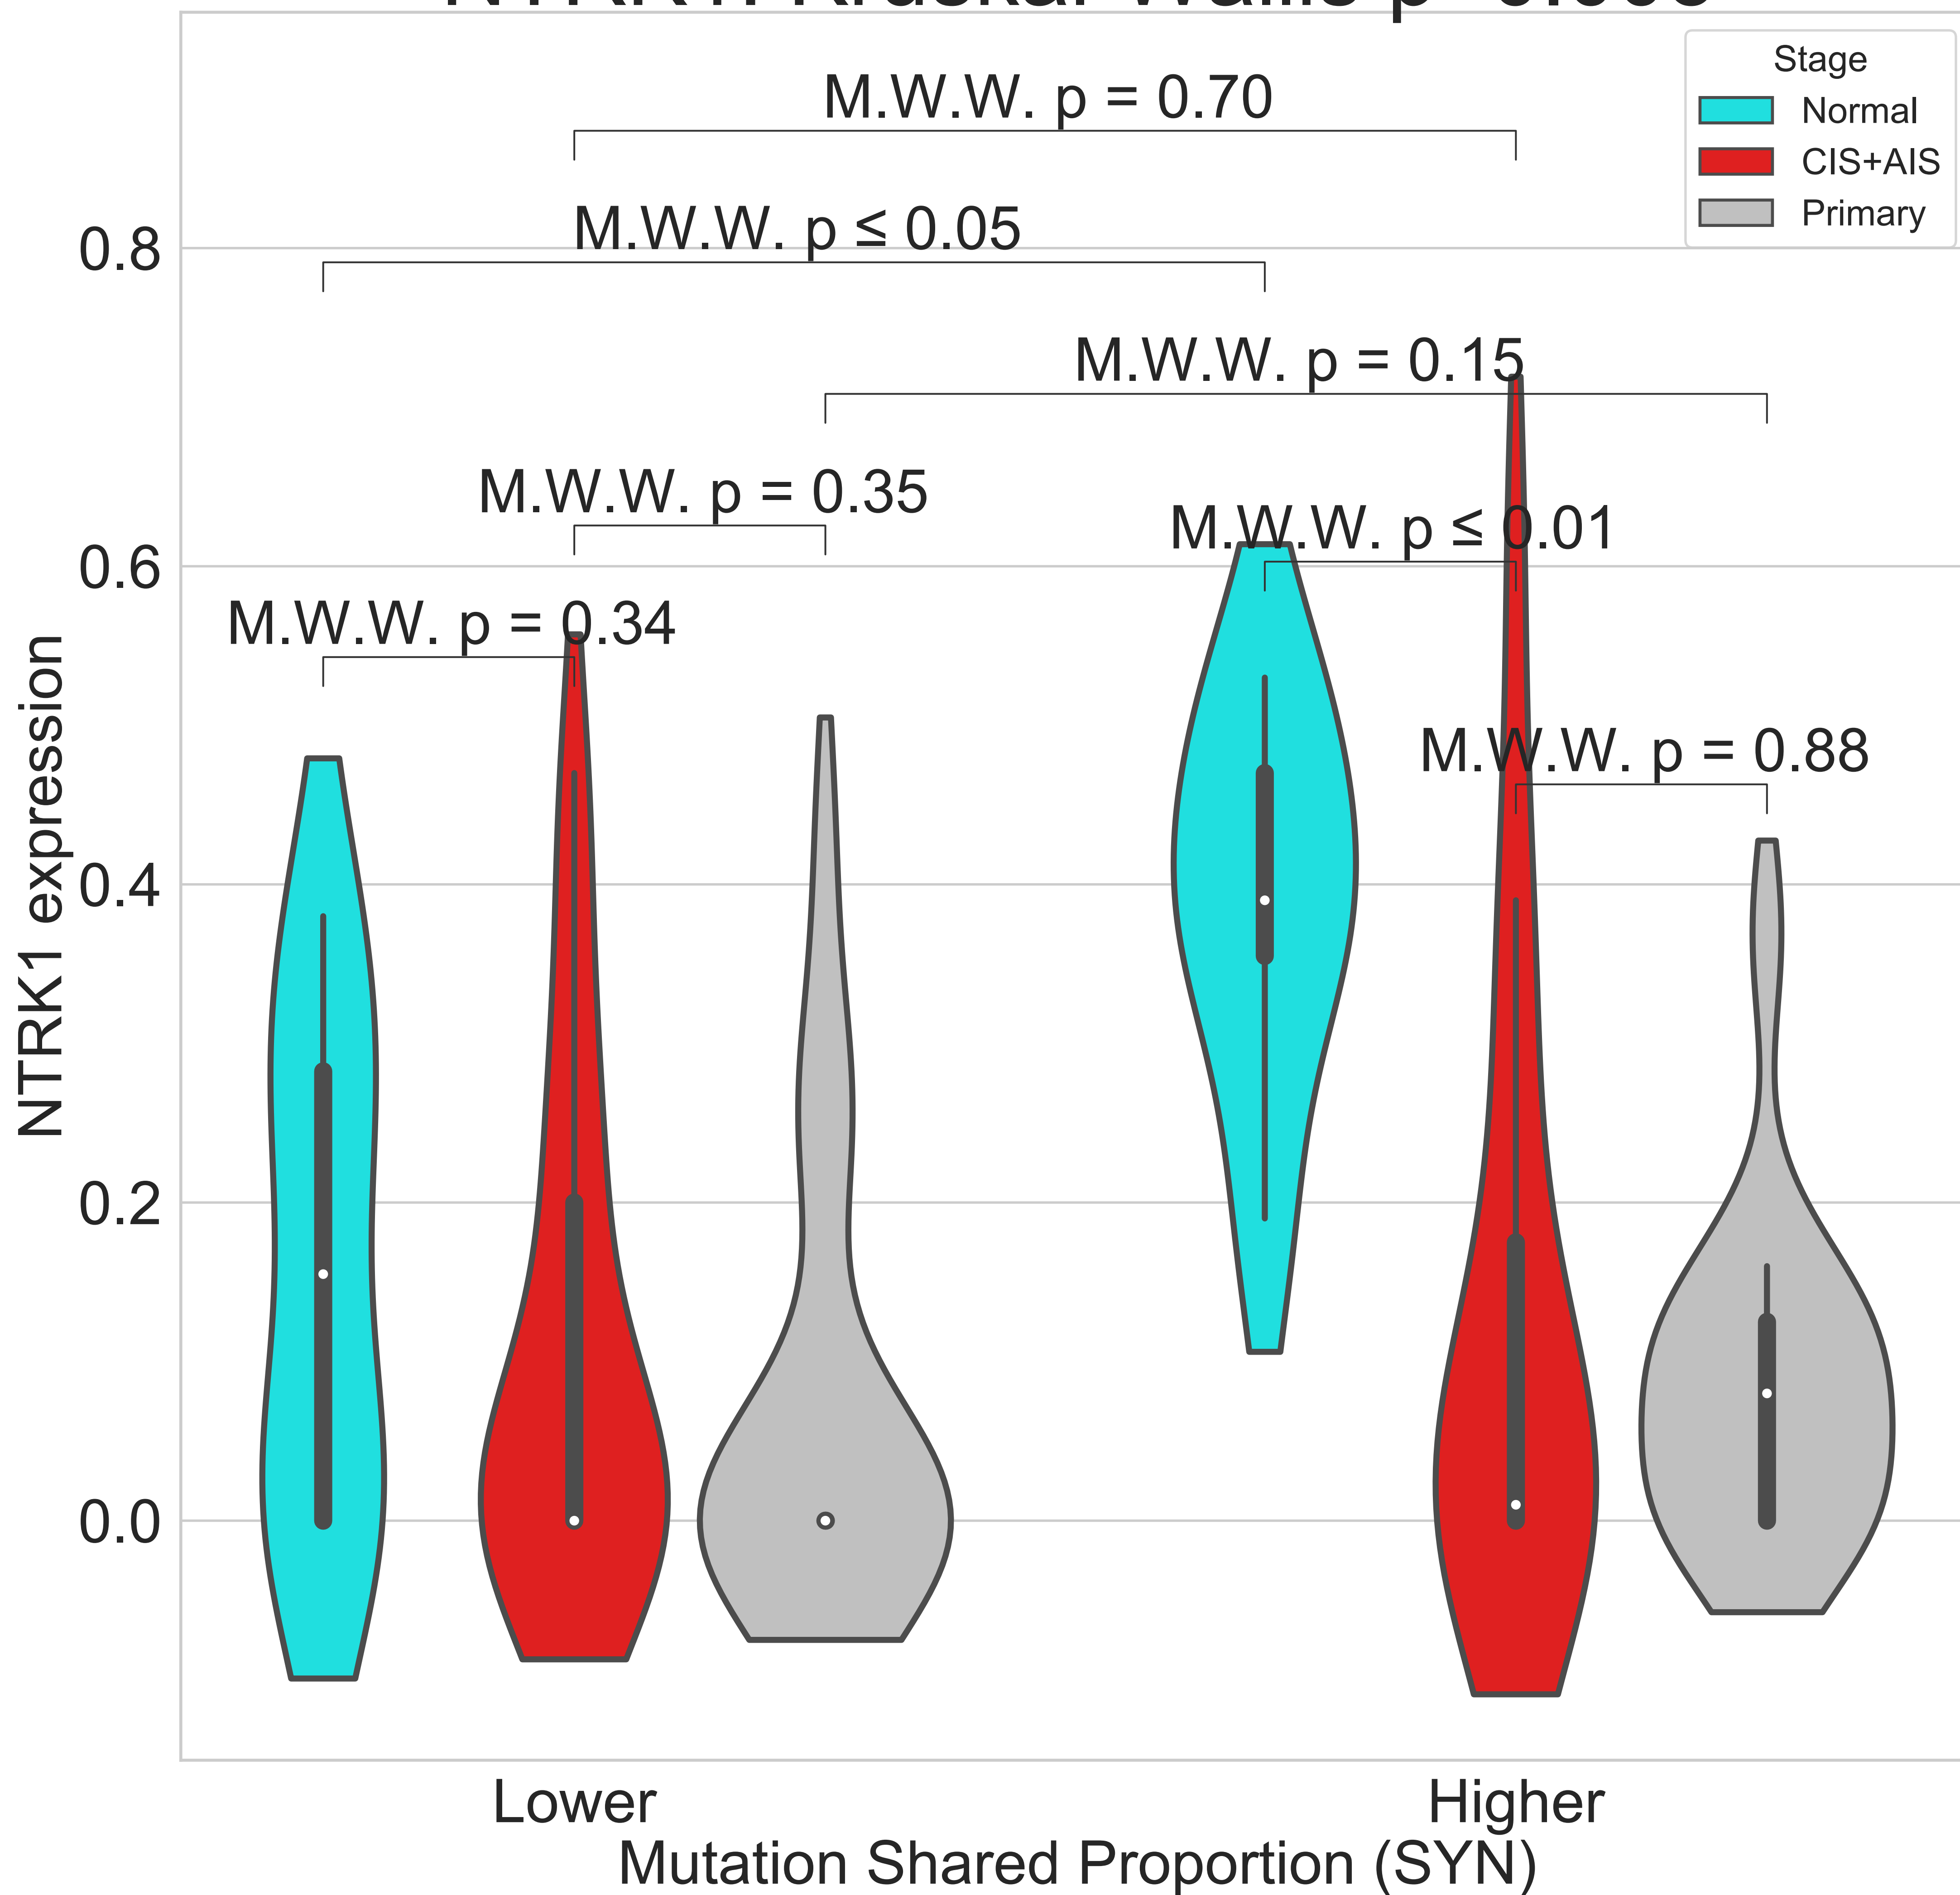 Stage
Normal
CIS+AIS
Primary
M.W.W. p = 0.70
M.W.W. p ≤ 0.05
M.W.W. p = 0.15
M.W.W. p = 0.35
M.W.W. p ≤ 0.01
M.W.W. p = 0.34
M.W.W. p = 0.88
0.8
0.6
0.4
0.2
0.0
NTRK1 expression
Lower
Higher
Mutation Shared Proportion (SYN)